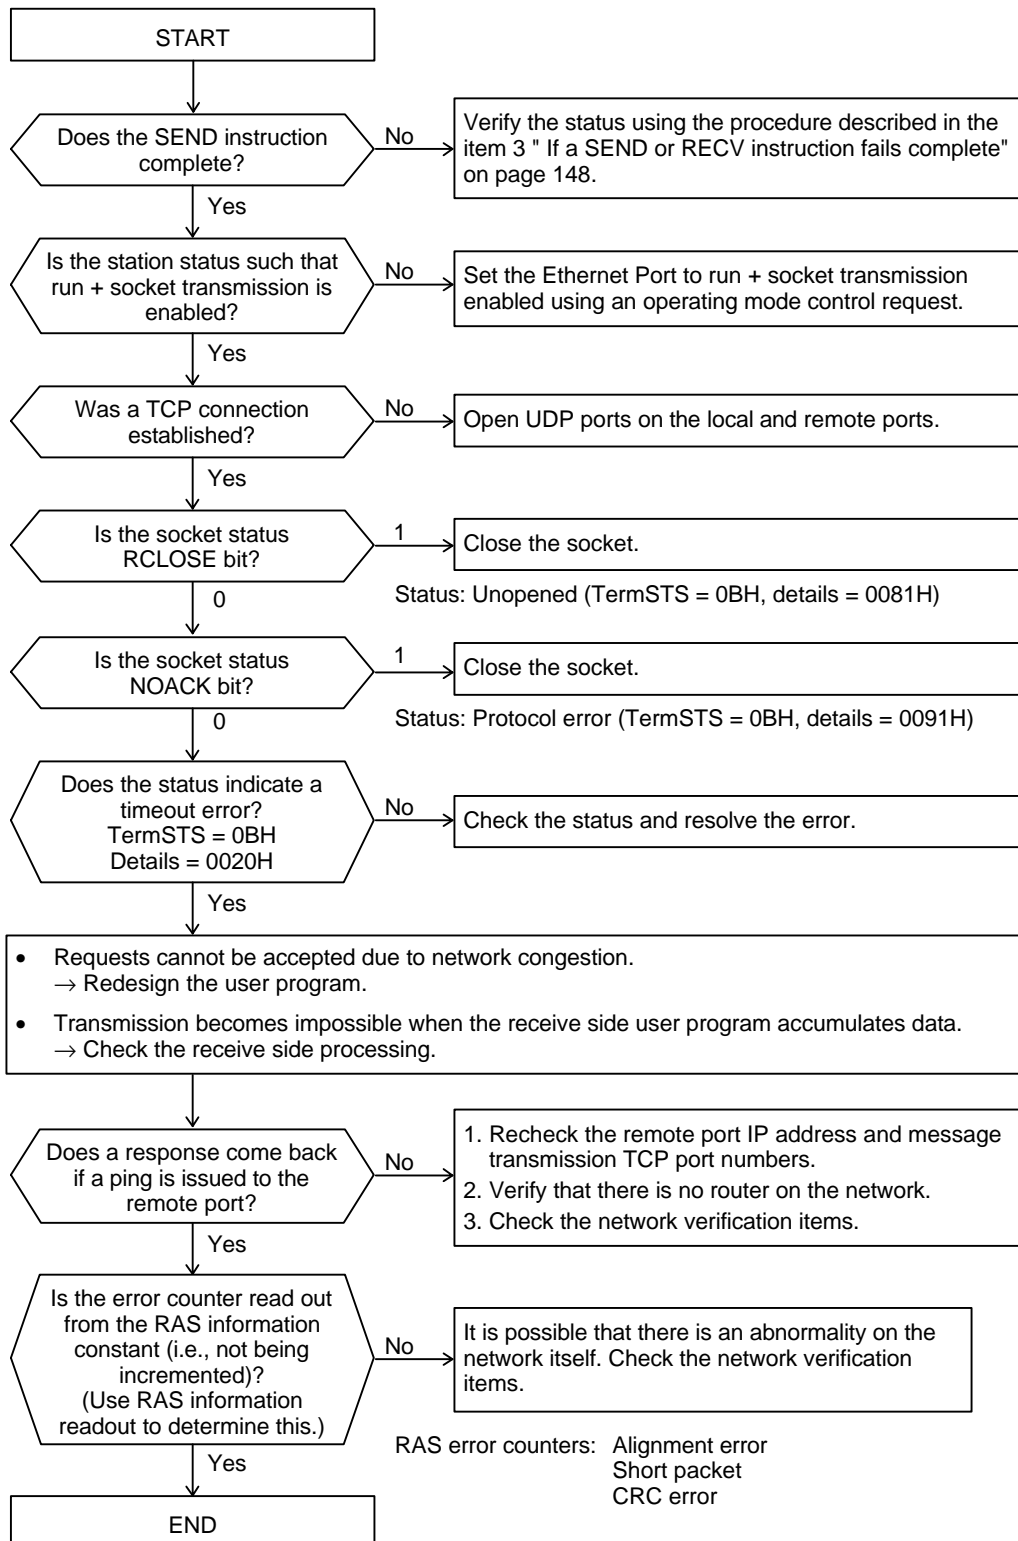 START
Does the SEND instruction
complete?
No
Verify the status using the procedure described in the
item 3 " If a SEND or RECV instruction fails complete"
on page 148.
Yes
Is the station status such that
run + socket transmission is
enabled?
No
Set the Ethernet Port to run + socket transmission
enabled using an operating mode control request.
Yes
Was a TCP connection
established?
No
Open UDP ports on the local and remote ports.
Yes
Is the socket status
RCLOSE bit?
1
Close the socket.
Status: Unopened (TermSTS = 0BH, details = 0081H)
0
Is the socket status
NOACK bit?
1
Close the socket.
Status: Protocol error (TermSTS = 0BH, details = 0091H)
0
Does the status indicate a
timeout error?
TermSTS = 0BH
Details = 0020H
No
Check the status and resolve the error.
Yes
• Requests cannot be accepted due to network congestion.
→ Redesign the user program.
• Transmission becomes impossible when the receive side user program accumulates data.
→ Check the receive side processing.
Does a response come back
if a ping is issued to the
remote port?
No
1. Recheck the remote port IP address and message
transmission TCP port numbers.
2. Verify that there is no router on the network.
3. Check the network verification items.
Yes
Is the error counter read out
from the RAS information
constant (i.e., not being
incremented)?
(Use RAS information
readout to determine this.)
No
It is possible that there is an abnormality on the
network itself. Check the network verification
items.
RAS error counters: Alignment error
Short packet
CRC error
Yes
END